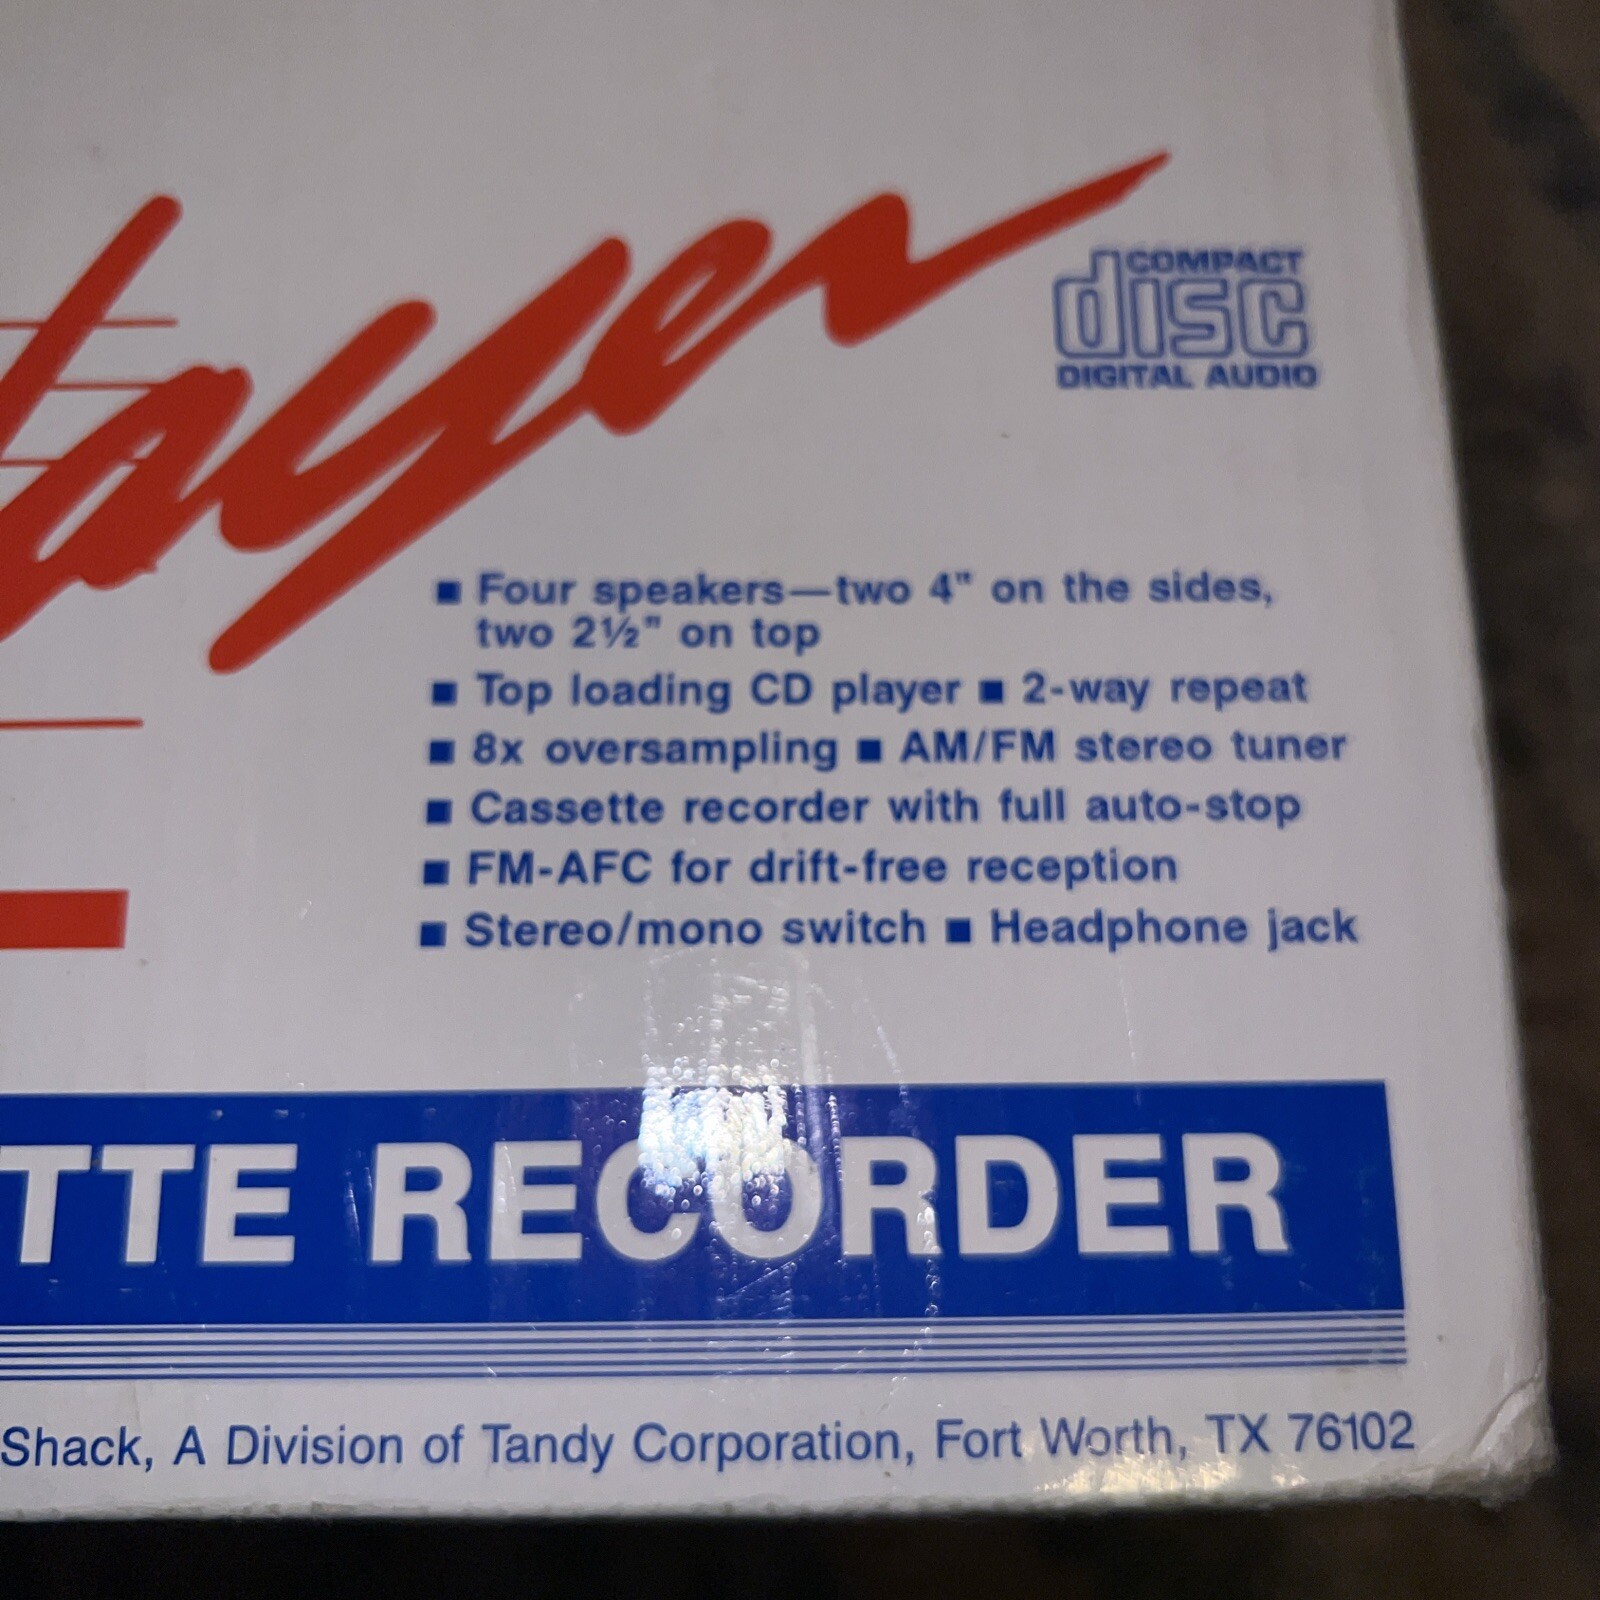 layer
COMPACT
disc
DIGITAL AUDIO
■ Four speakers—two 4" on the sides,
two 2½" on top
■ Top loading CD player ■ 2-way repeat
■ 8x oversampling ■ AM/FM stereo tuner
■ Cassette recorder with full auto-stop
■ FM-AFC for drift-free reception
■ Stereo/mono switch ■ Headphone jack
TTE RECORDER
Shack, A Division of Tandy Corporation, Fort Worth, TX 76102